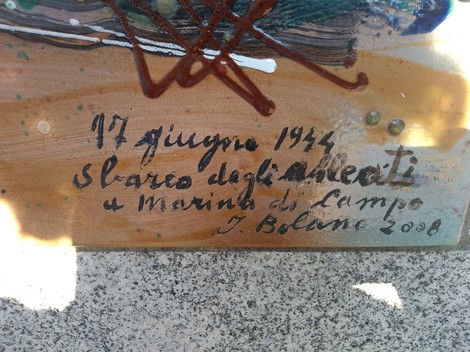 17 giugno 1944
Sbarco degli alleati
a Marina di Campo
I. Bolano 2008